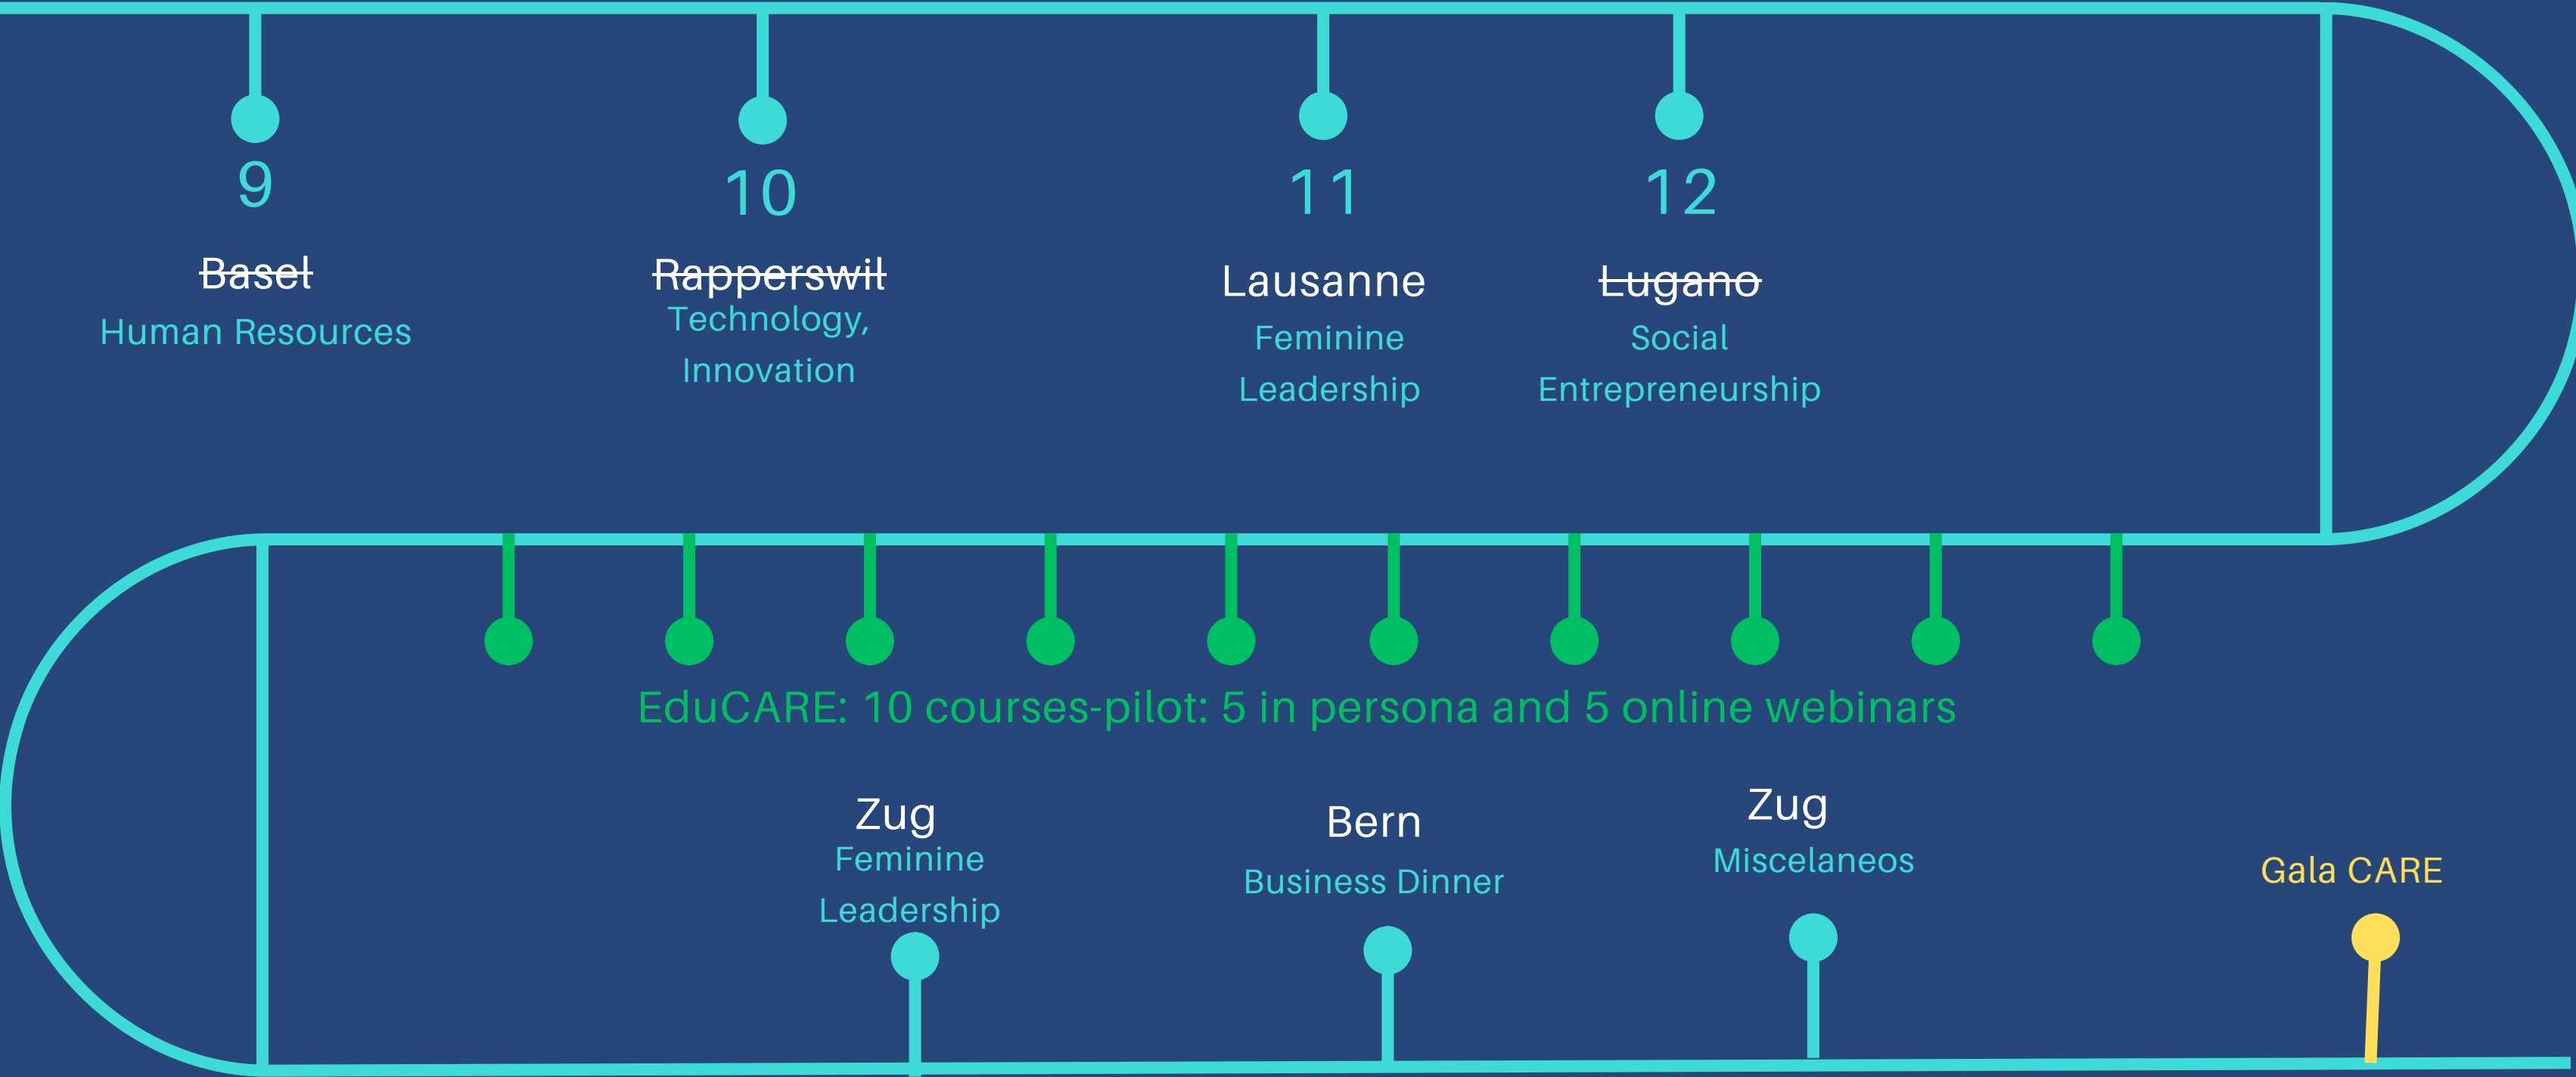 9
10
11
12
Basel
Rapperswil
Lausanne
Lugano
Human Resources
Technology,
Innovation
Feminine
Leadership
Social
Entrepreneurship
EduCARE: 10 courses-pilot: 5 in persona and 5 online webinars
Zug
Feminine
Leadership
Bern
Business Dinner
Zug
Miscelaneos
Gala CARE